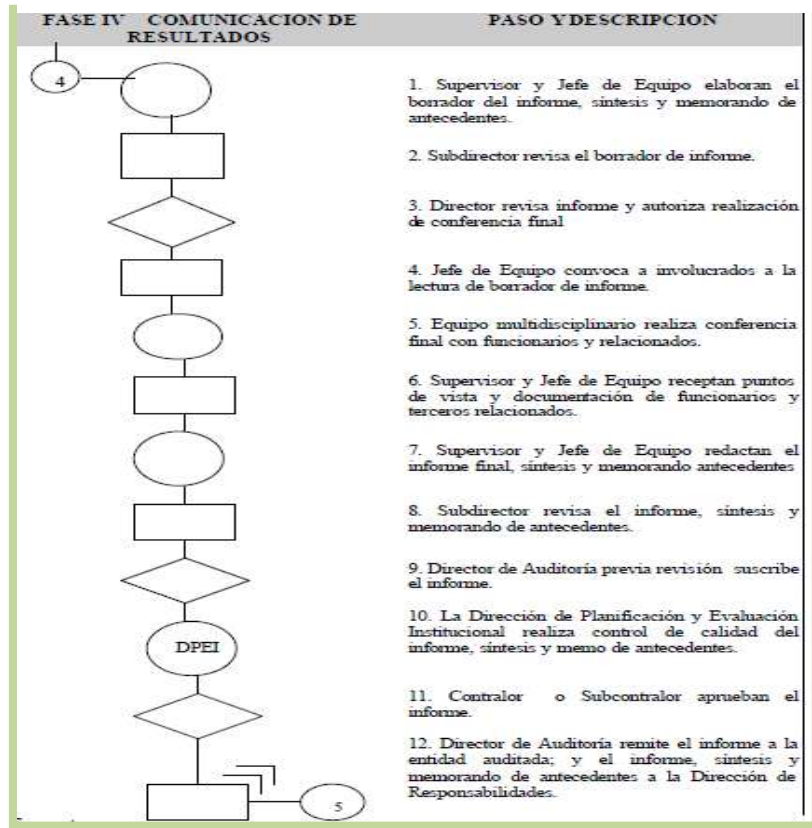 FASE IV COMUNICACIÓN DE
RESULTADOS
PASO Y DESCRIPCION
4
1. Supervisor y Jefe de Equipo elaboran el
borrador del informe, síntesis y memorando de
antecedentes.
2. Subdirector revisa el borrador de informe.
3. Director revisa informe y autoriza realización
de conferencia final
4. Jefe de Equipo convoca a involucrados a la
lectura de borrador de informe.
5. Equipo multidisciplinario realiza conferencia
final con funcionarios y relacionados.
6. Supervisor y Jefe de Equipo receptan puntos
de vista y documentación de funcionarios y
terceros relacionados.
7. Supervisor y Jefe de Equipo redactan el
informe final, síntesis y memorando antecedentes
8. Subdirector revisa el informe, síntesis y
memorando de antecedentes.
9. Director de Auditoría previa revisión suscribe
el informe.
DPEI
10. La Dirección de Planificación y Evaluación
Institucional realiza control de calidad del
informe, síntesis y memo de antecedentes.
11. Contralor o Subcontralor aprueban el
informe.
12. Director de Auditoría remite el informe a la
entidad auditada; y el informe, síntesis y
memorando de antecedentes a la Dirección de
Responsabilidades.
5